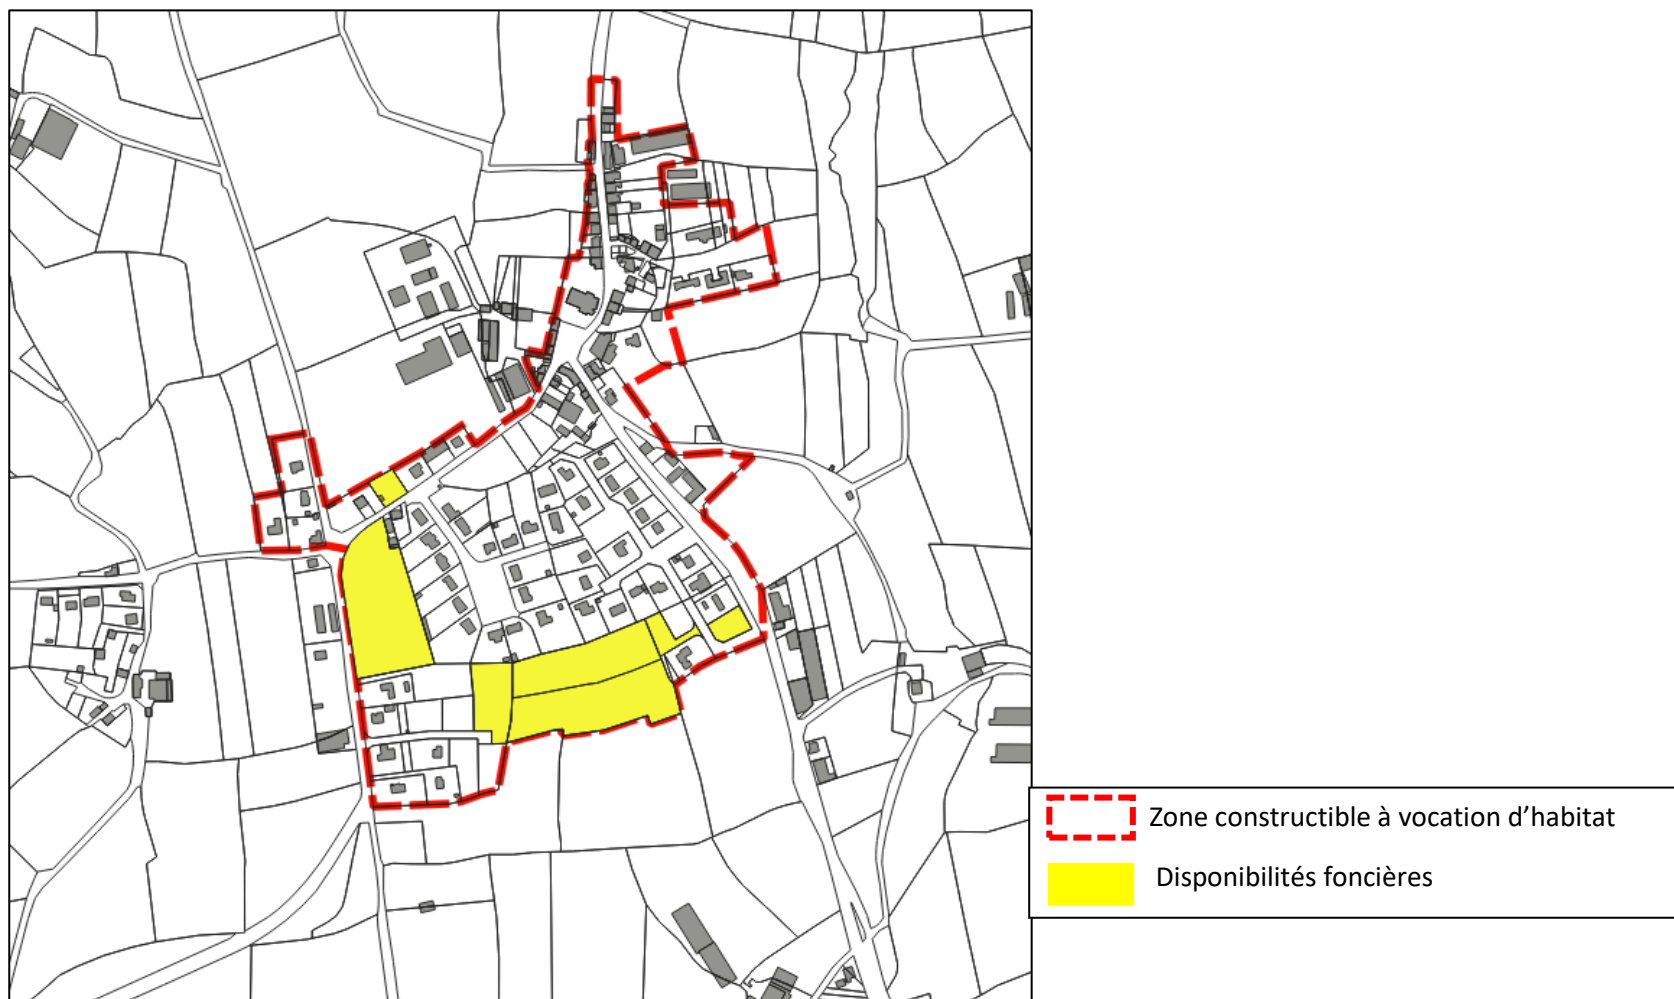 Zone constructible à vocation d’habitat
Disponibilités foncières